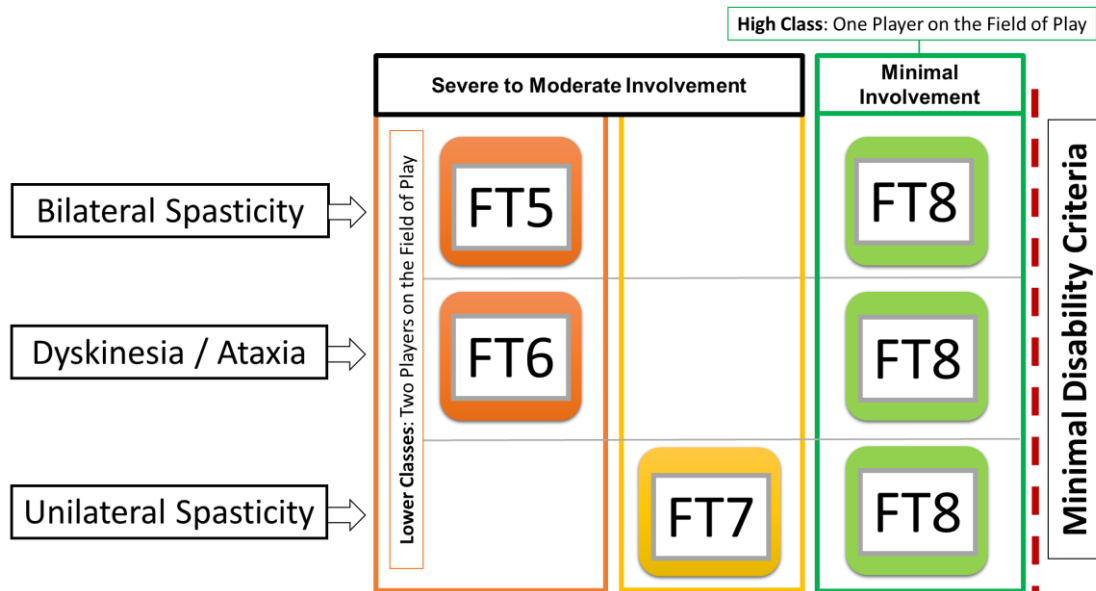 High Class: One Player on the Field of Play
Severe to Moderate Involvement
Minimal
Involvement
Lower Classes: Two Players on the Field of Play
Bilateral Spasticity
FT5
FT8
Dyskinesia / Ataxia
FT6
FT8
Unilateral Spasticity
FT7
FT8
Minimal Disability Criteria